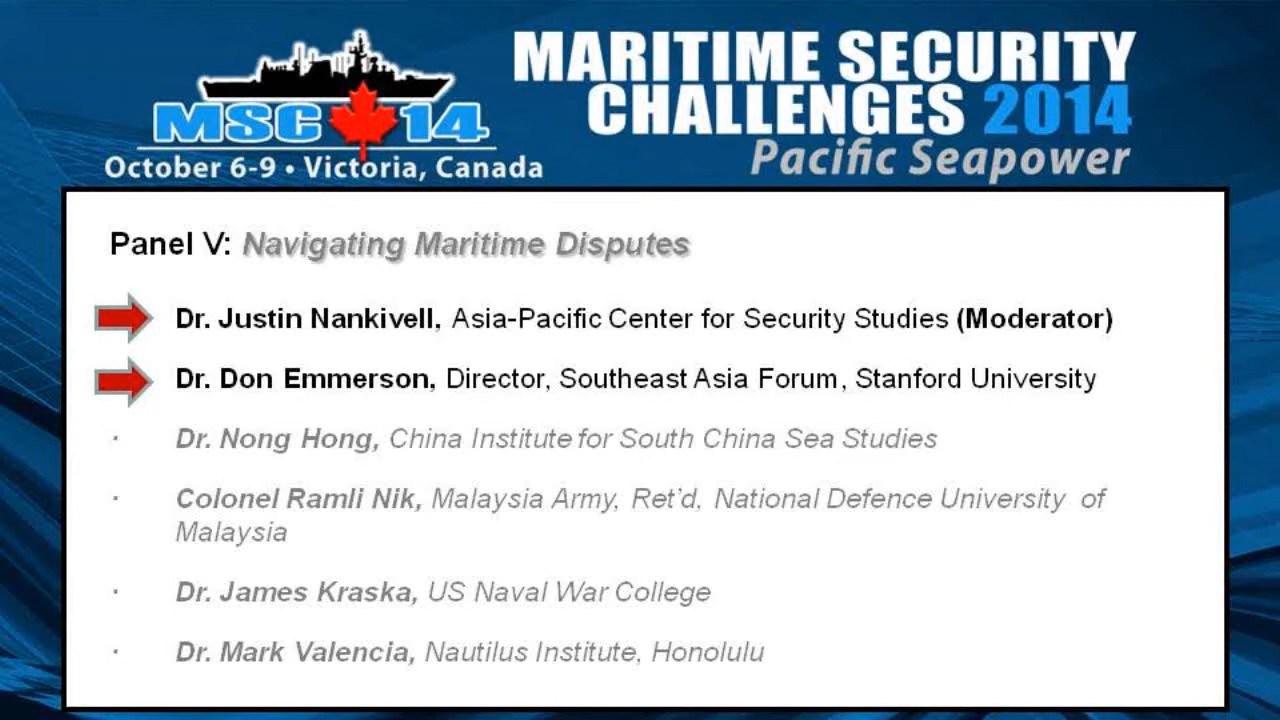 MSC 14
October 6-9 • Victoria, Canada
MARITIME SECURITY
CHALLENGES 2014
Pacific Seapower
Panel V: Navigating Maritime Disputes
Dr. Justin Nankivell, Asia-Pacific Center for Security Studies (Moderator)
Dr. Don Emmerson, Director, Southeast Asia Forum, Stanford University
· Dr. Nong Hong, China Institute for South China Sea Studies
· Colonel Ramli Nik, Malaysia Army, Ret'd, National Defence University of
Malaysia
· Dr. James Kraska, US Naval War College
· Dr. Mark Valencia, Nautilus Institute, Honolulu